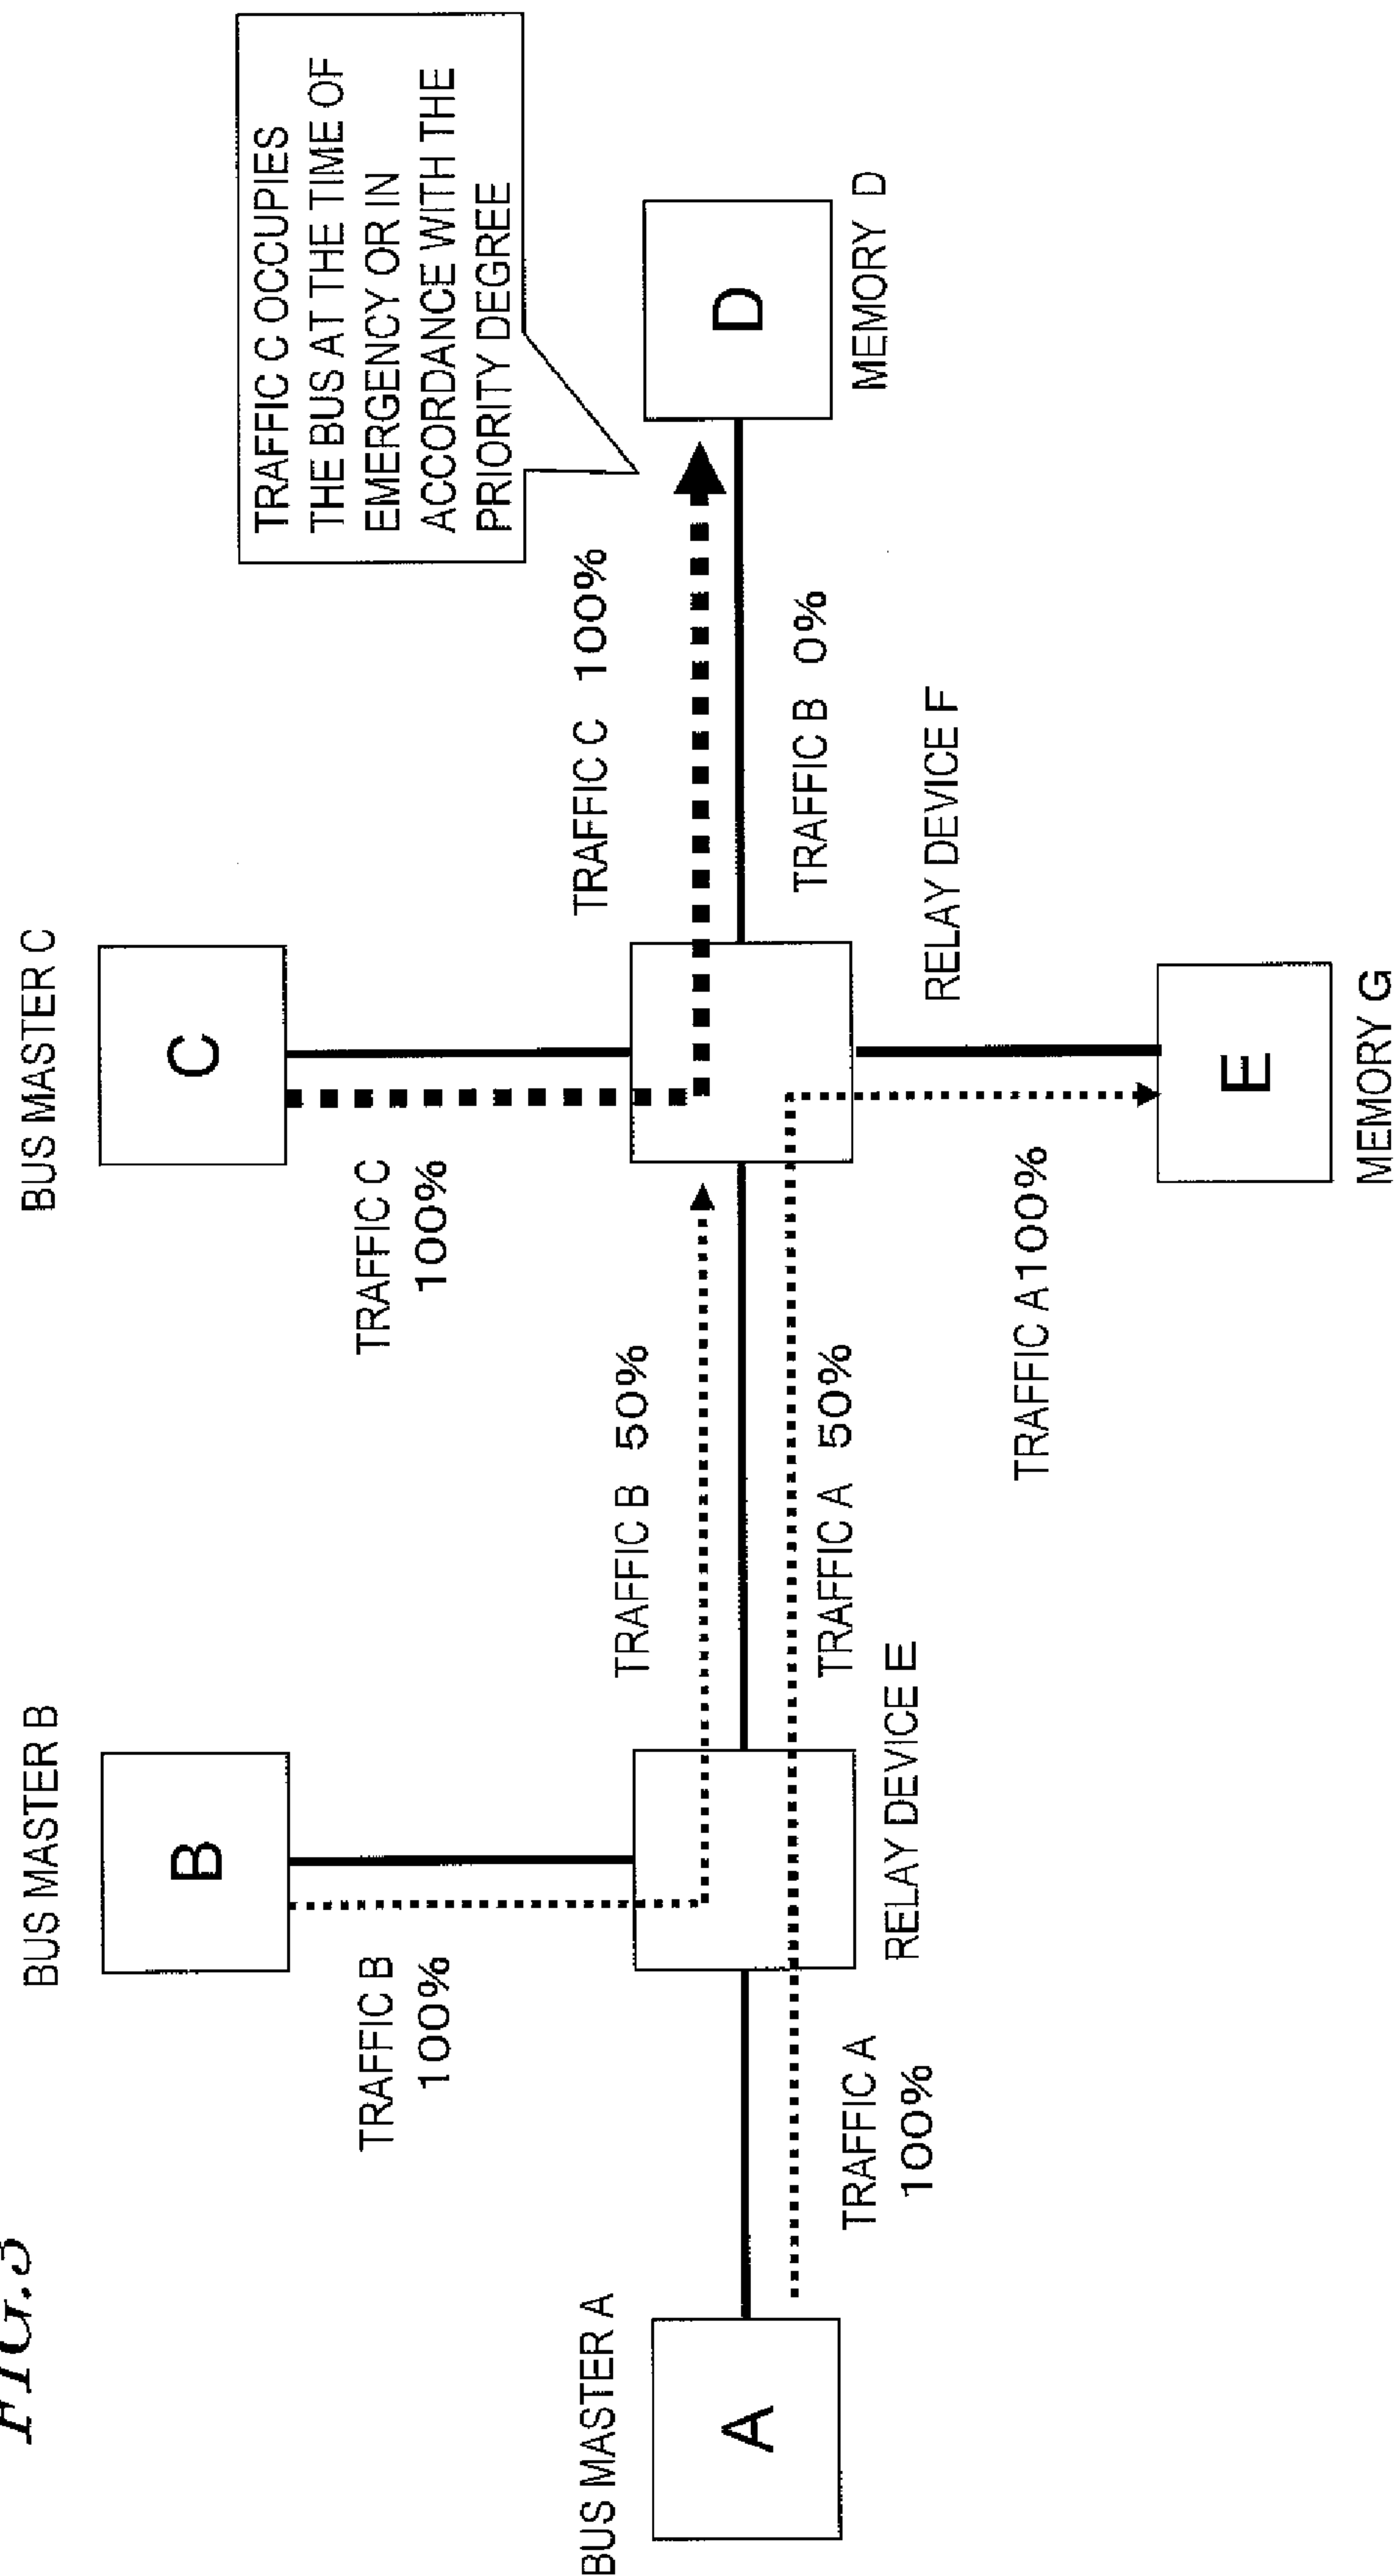 FIG.5
BUS MASTER B
BUS MASTER C
B
C
TRAFFIC C OCCUPIES
THE BUS AT THE TIME OF
EMERGENCY OR IN
ACCORDANCE WITH THE
PRIORITY DEGREE
TRAFFIC B
100%
TRAFFIC C
100%
BUS MASTER A
TRAFFIC B 50%
TRAFFIC C 100%
A
D
TRAFFIC A
100%
TRAFFIC A 50%
TRAFFIC B 0%
MEMORY D
RELAY DEVICE E
RELAY DEVICE F
TRAFFIC A 100%
E
MEMORY G